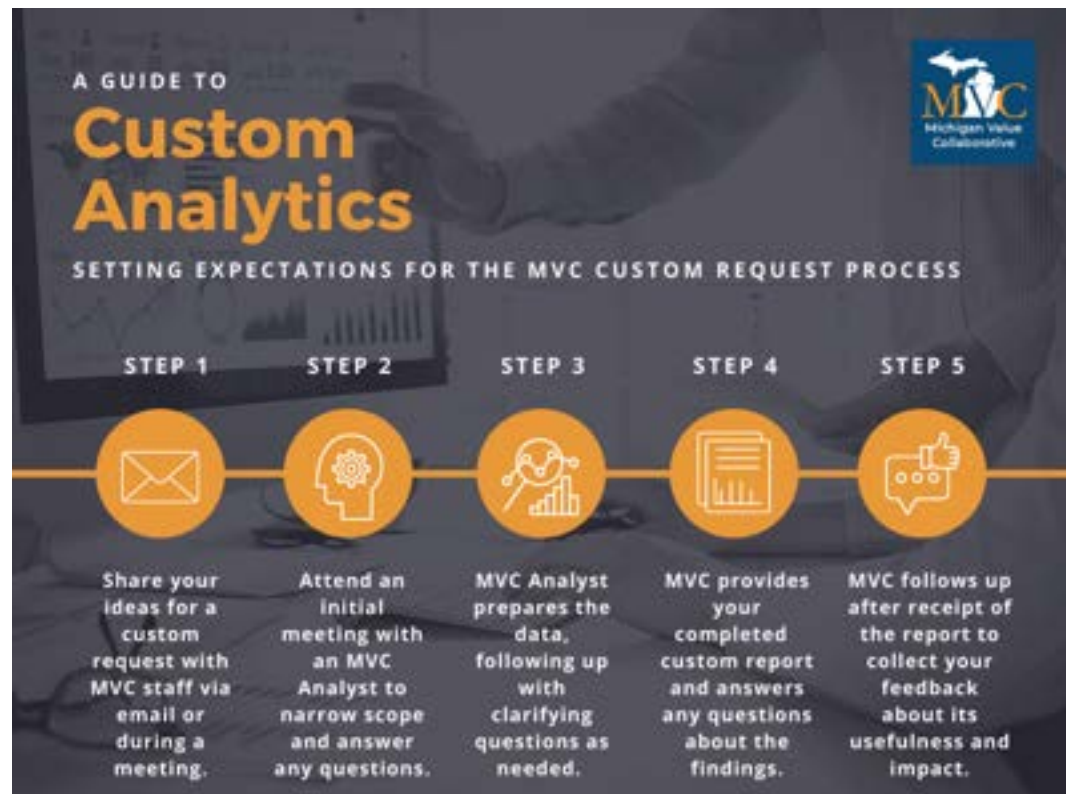 A GUIDE TO
Custom
Analytics
SETTING EXPECTATIONS FOR THE MVC CUSTOM REQUEST PROCESS
MVC
Michigan Value
Collaborative
STEP 1
Share your
ideas for a
custom
request with
MVC staff via
email or
during a
meeting.
STEP 2
Attend an
initial
meeting with
an MVC
Analyst to
narrow scope
and answer
any questions.
STEP 3
MVC Analyst
prepares the
data,
following up
with
clarifying
questions as
needed.
STEP 4
MVC provides
your
completed
custom report
and answers
any questions
about the
findings.
STEP 5
MVC follows up
after receipt of
the report to
collect your
feedback
about its
usefulness and
impact.